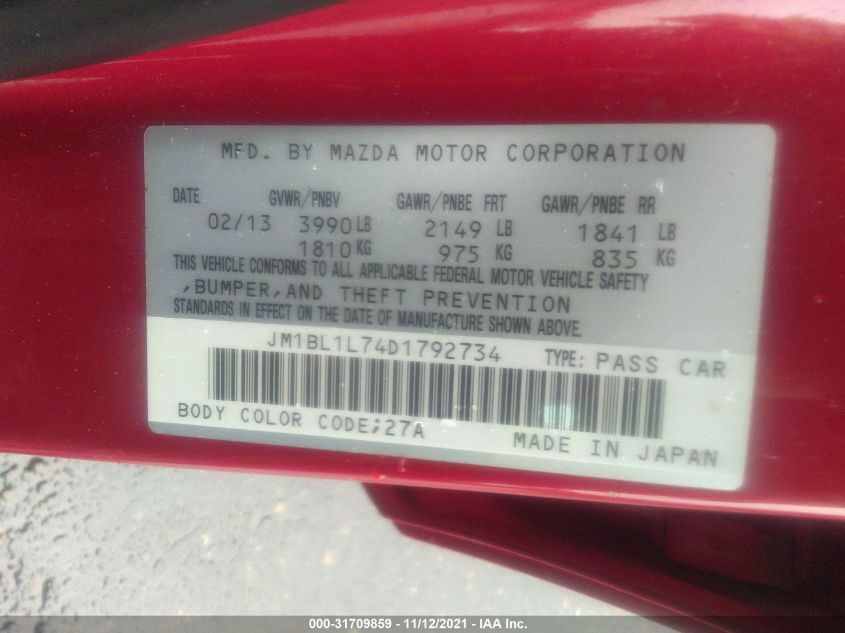 MFD. BY MAZDA MOTOR CORPORATION
DATE GVWR/PNBV GAWR/PNBE FRT GAWR/PNBE RR
02/13 3990 LB 2149 LB 1841 LB
1810 KG 975 KG 835 KG
THIS VEHICLE CONFORMS TO ALL APPLICABLE FEDERAL MOTOR VEHICLE SAFETY
,BUMPER,AND THEFT PREVENTION
STANDARDS IN EFFECT ON THE DATE OF MANUFACTURE SHOWN ABOVE.
JM1BL1L74D1792734 TYPE: PASS CAR
BODY COLOR CODE;27A MADE IN JAPAN
000-31709859 - 11/12/2021 - IAA Inc.